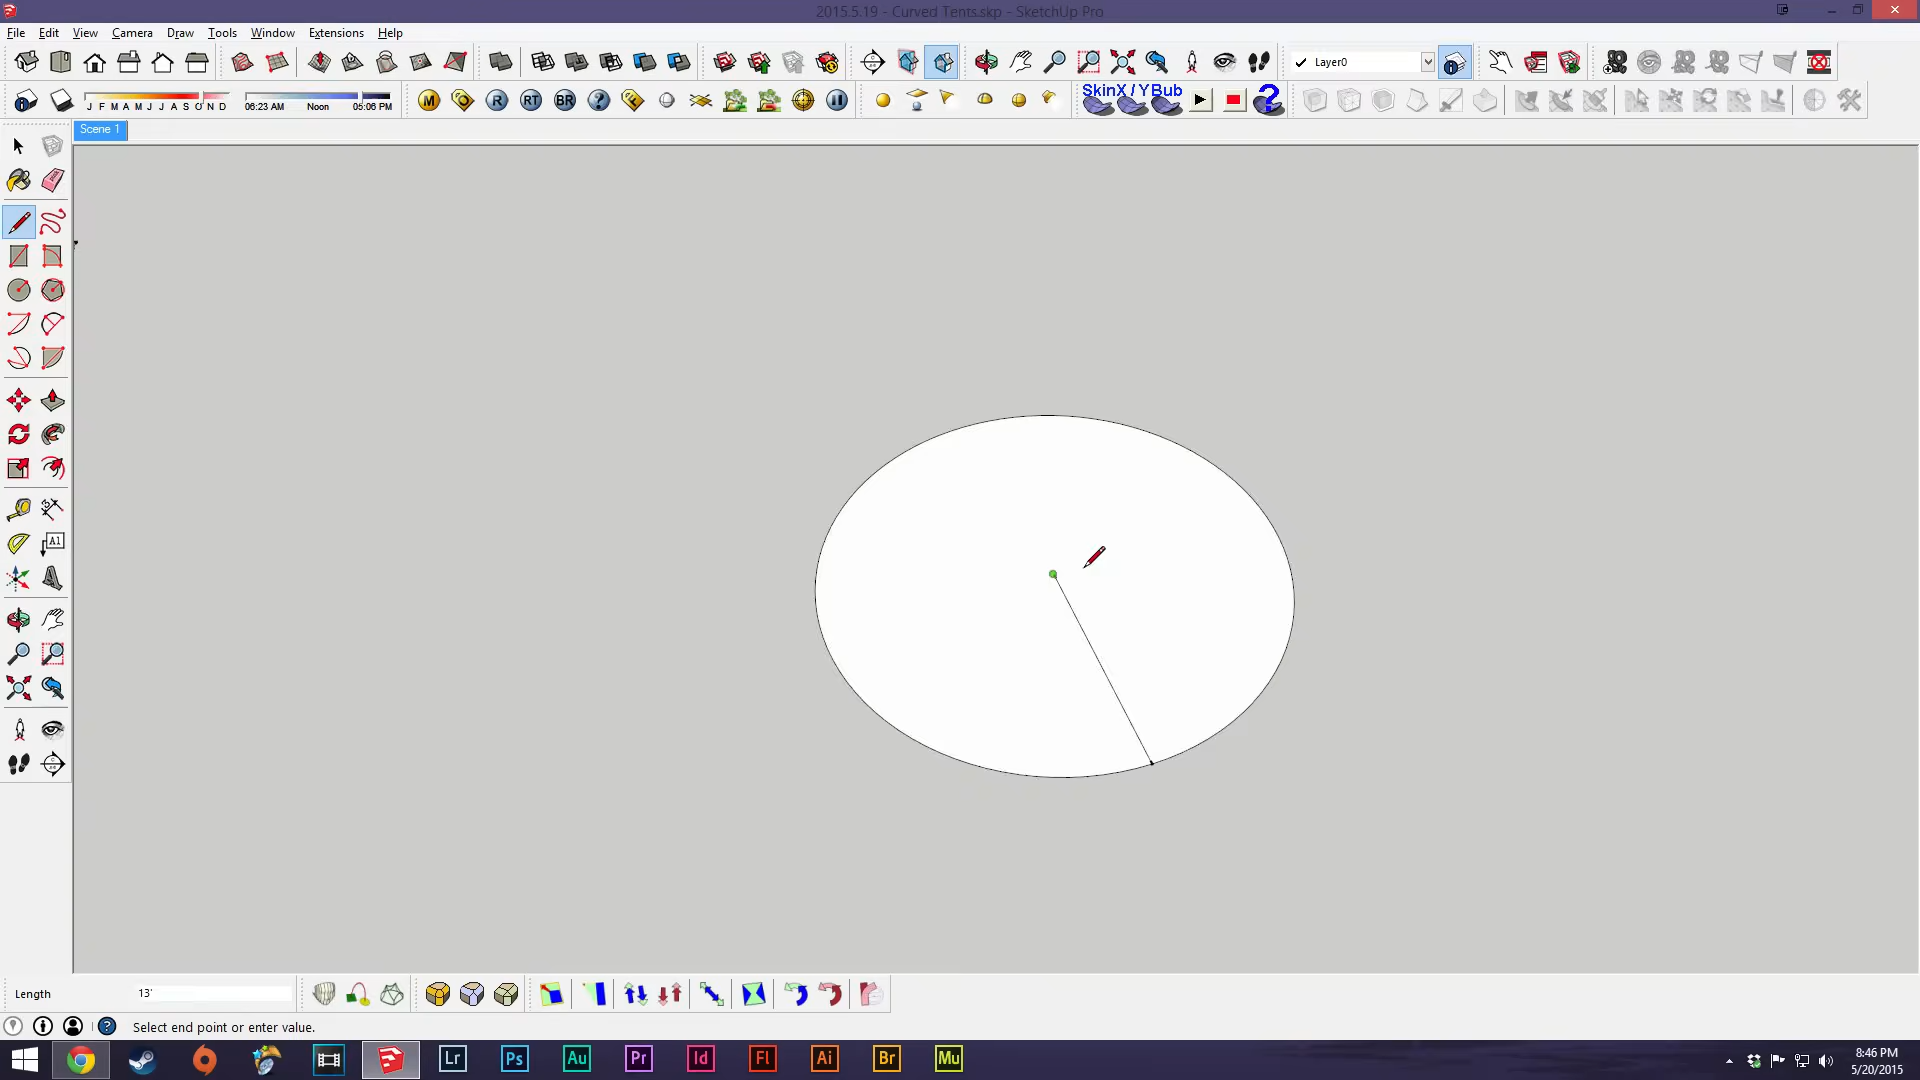 2015.5.19 - Curved Tents.skp - SketchUp Pro
File Edit View Camera Draw Tools Window Extensions Help
Layer0
J F M A M J J A S O N D 06:23 AM Noon 05:06 PM
M R RT BR ?
SkinX / YBub ?
Scene 1
A1
Length 13'
Select end point or enter value.
Lr Ps Au Pr Id Fl Ai Br Mu
8:46 PM
5/20/2015